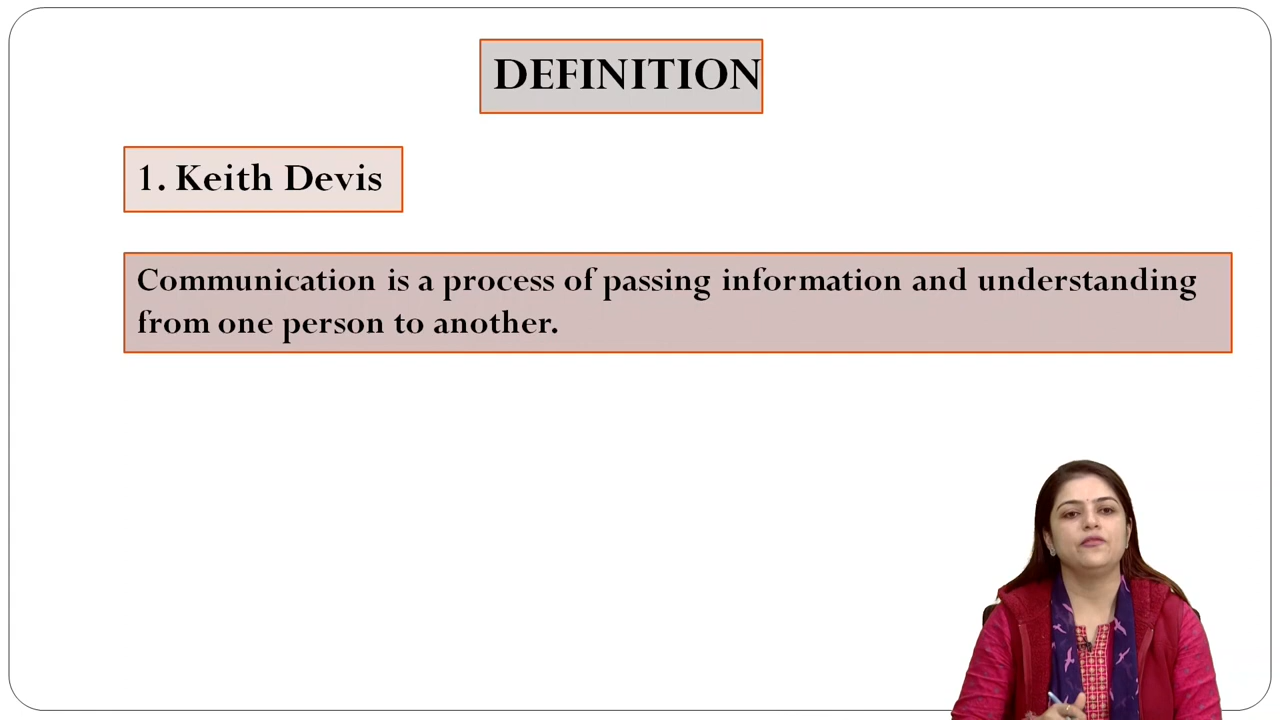 DEFINITION
1. Keith Devis
Communication is a process of passing information and understanding
from one person to another.